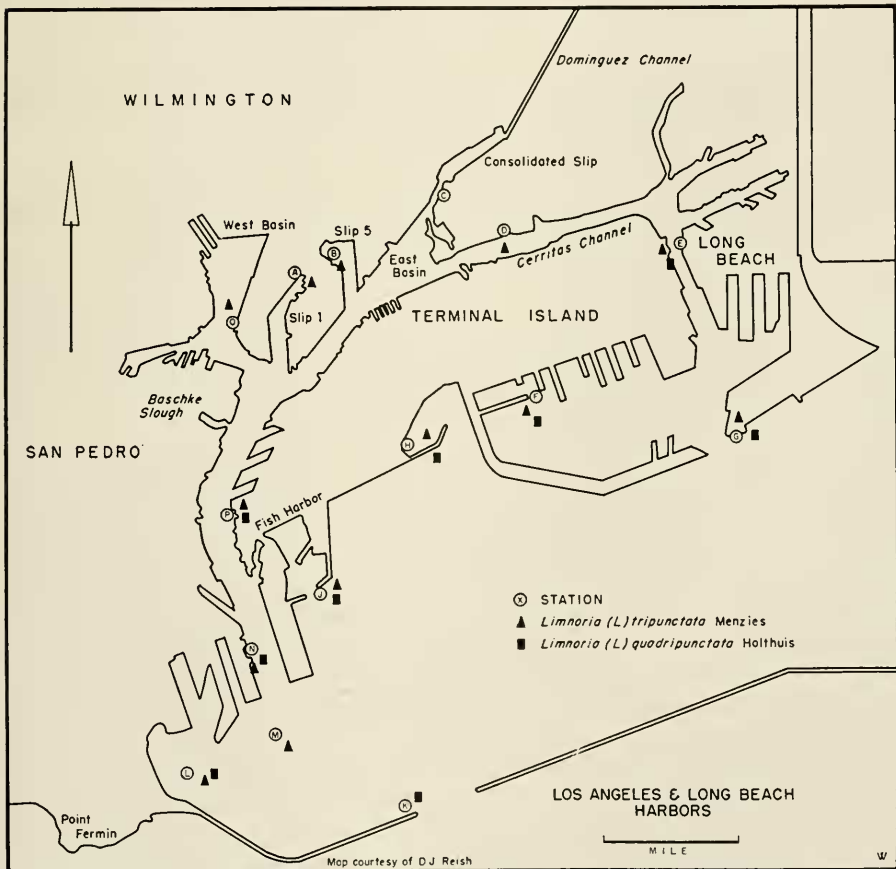 Dominguez Channel
WILMINGTON
Consolidated Slip
C
West Basin
Slip 5
D
B
East
Basin
Cerritas Channel
E
LONG
BEACH
A
Slip 1
TERMINAL ISLAND
Baschke
Slough
F
G
H
SAN PEDRO
Fish Harbor
P
J
X STATION
Limnoria (L) tripunctata Menzies
Limnoria (L) quadripunctata Holthuis
N
M
L
K
LOS ANGELES & LONG BEACH
HARBORS
MILE
Point
Fermin
Map courtesy of D J Reish